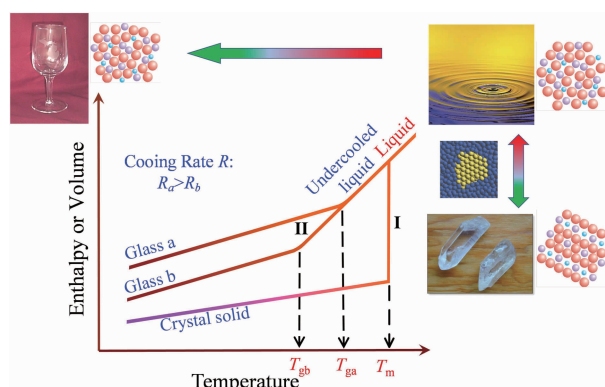 Enthalpy or Volume
Cooing Rate R:
Ra>Rb
Undercooled
liquid
Liquid
II
I
Glass a
Glass b
Crystal solid
Tgb
Tga
Tm
Temperature